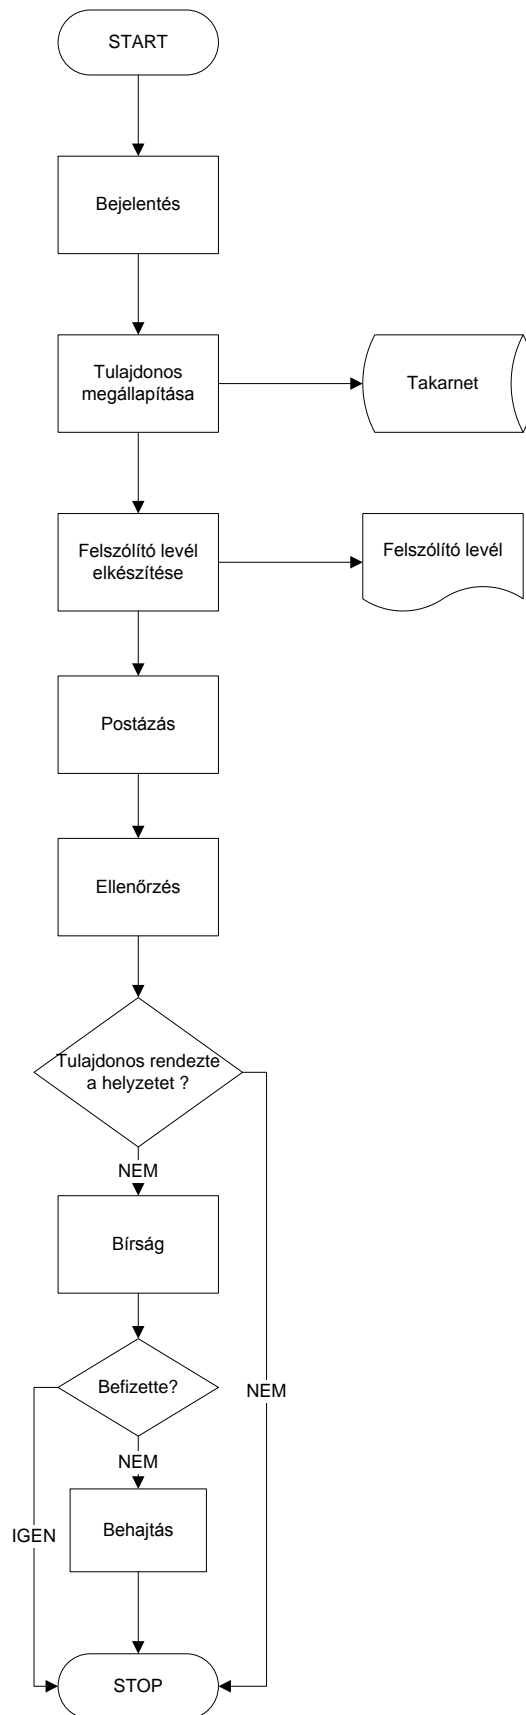 START
Bejelentés
Tulajdonos
megállapítása
Takarnet
Felszólító levél
elkészítése
Felszólító levél
Postázás
Ellenőrzés
Tulajdonos rendezte
a helyzetet ?
NEM
Bírság
Befizette?
NEM
NEM
Behajtás
IGEN
STOP